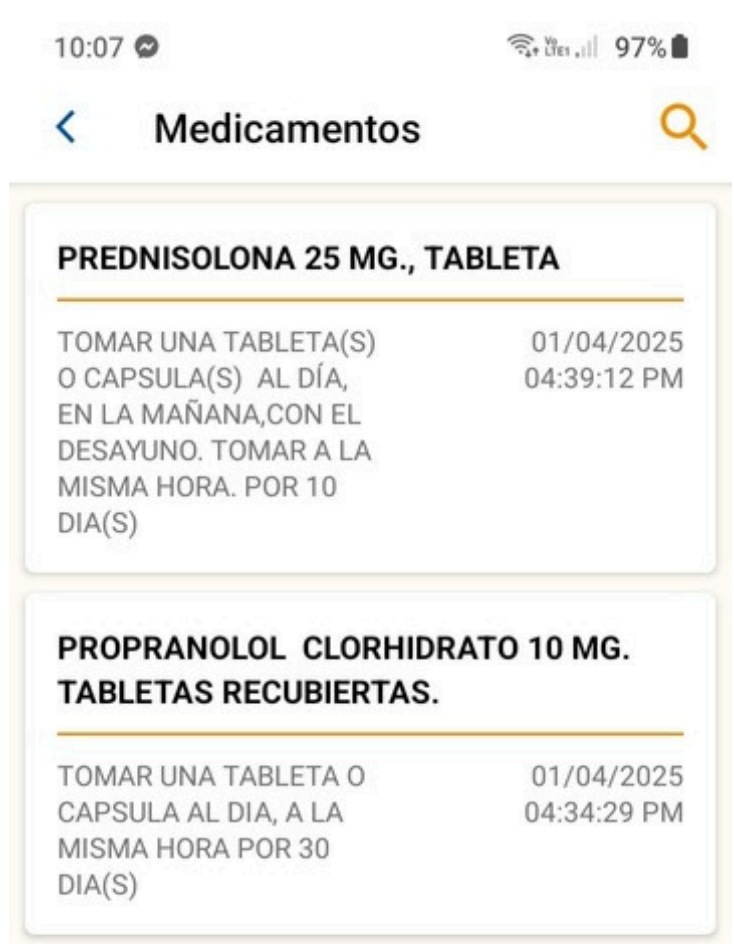 10:07
Vo
LTE1
97%
Medicamentos
PREDNISOLONA 25 MG., TABLETA
TOMAR UNA TABLETA(S)
O CAPSULA(S)  AL DÍA,
EN LA MAÑANA,CON EL
DESAYUNO. TOMAR A LA
MISMA HORA. POR 10
DIA(S)
01/04/2025
04:39:12 PM
PROPRANOLOL  CLORHIDRATO 10 MG.
TABLETAS RECUBIERTAS.
TOMAR UNA TABLETA O
CAPSULA AL DIA, A LA
MISMA HORA POR 30
DIA(S)
01/04/2025
04:34:29 PM